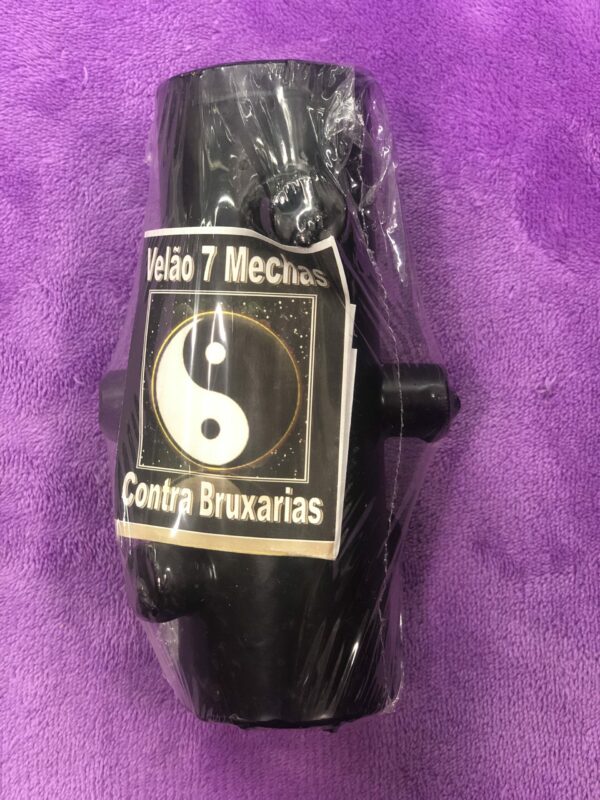 Velão 7 Mechas
Contra Bruxarias